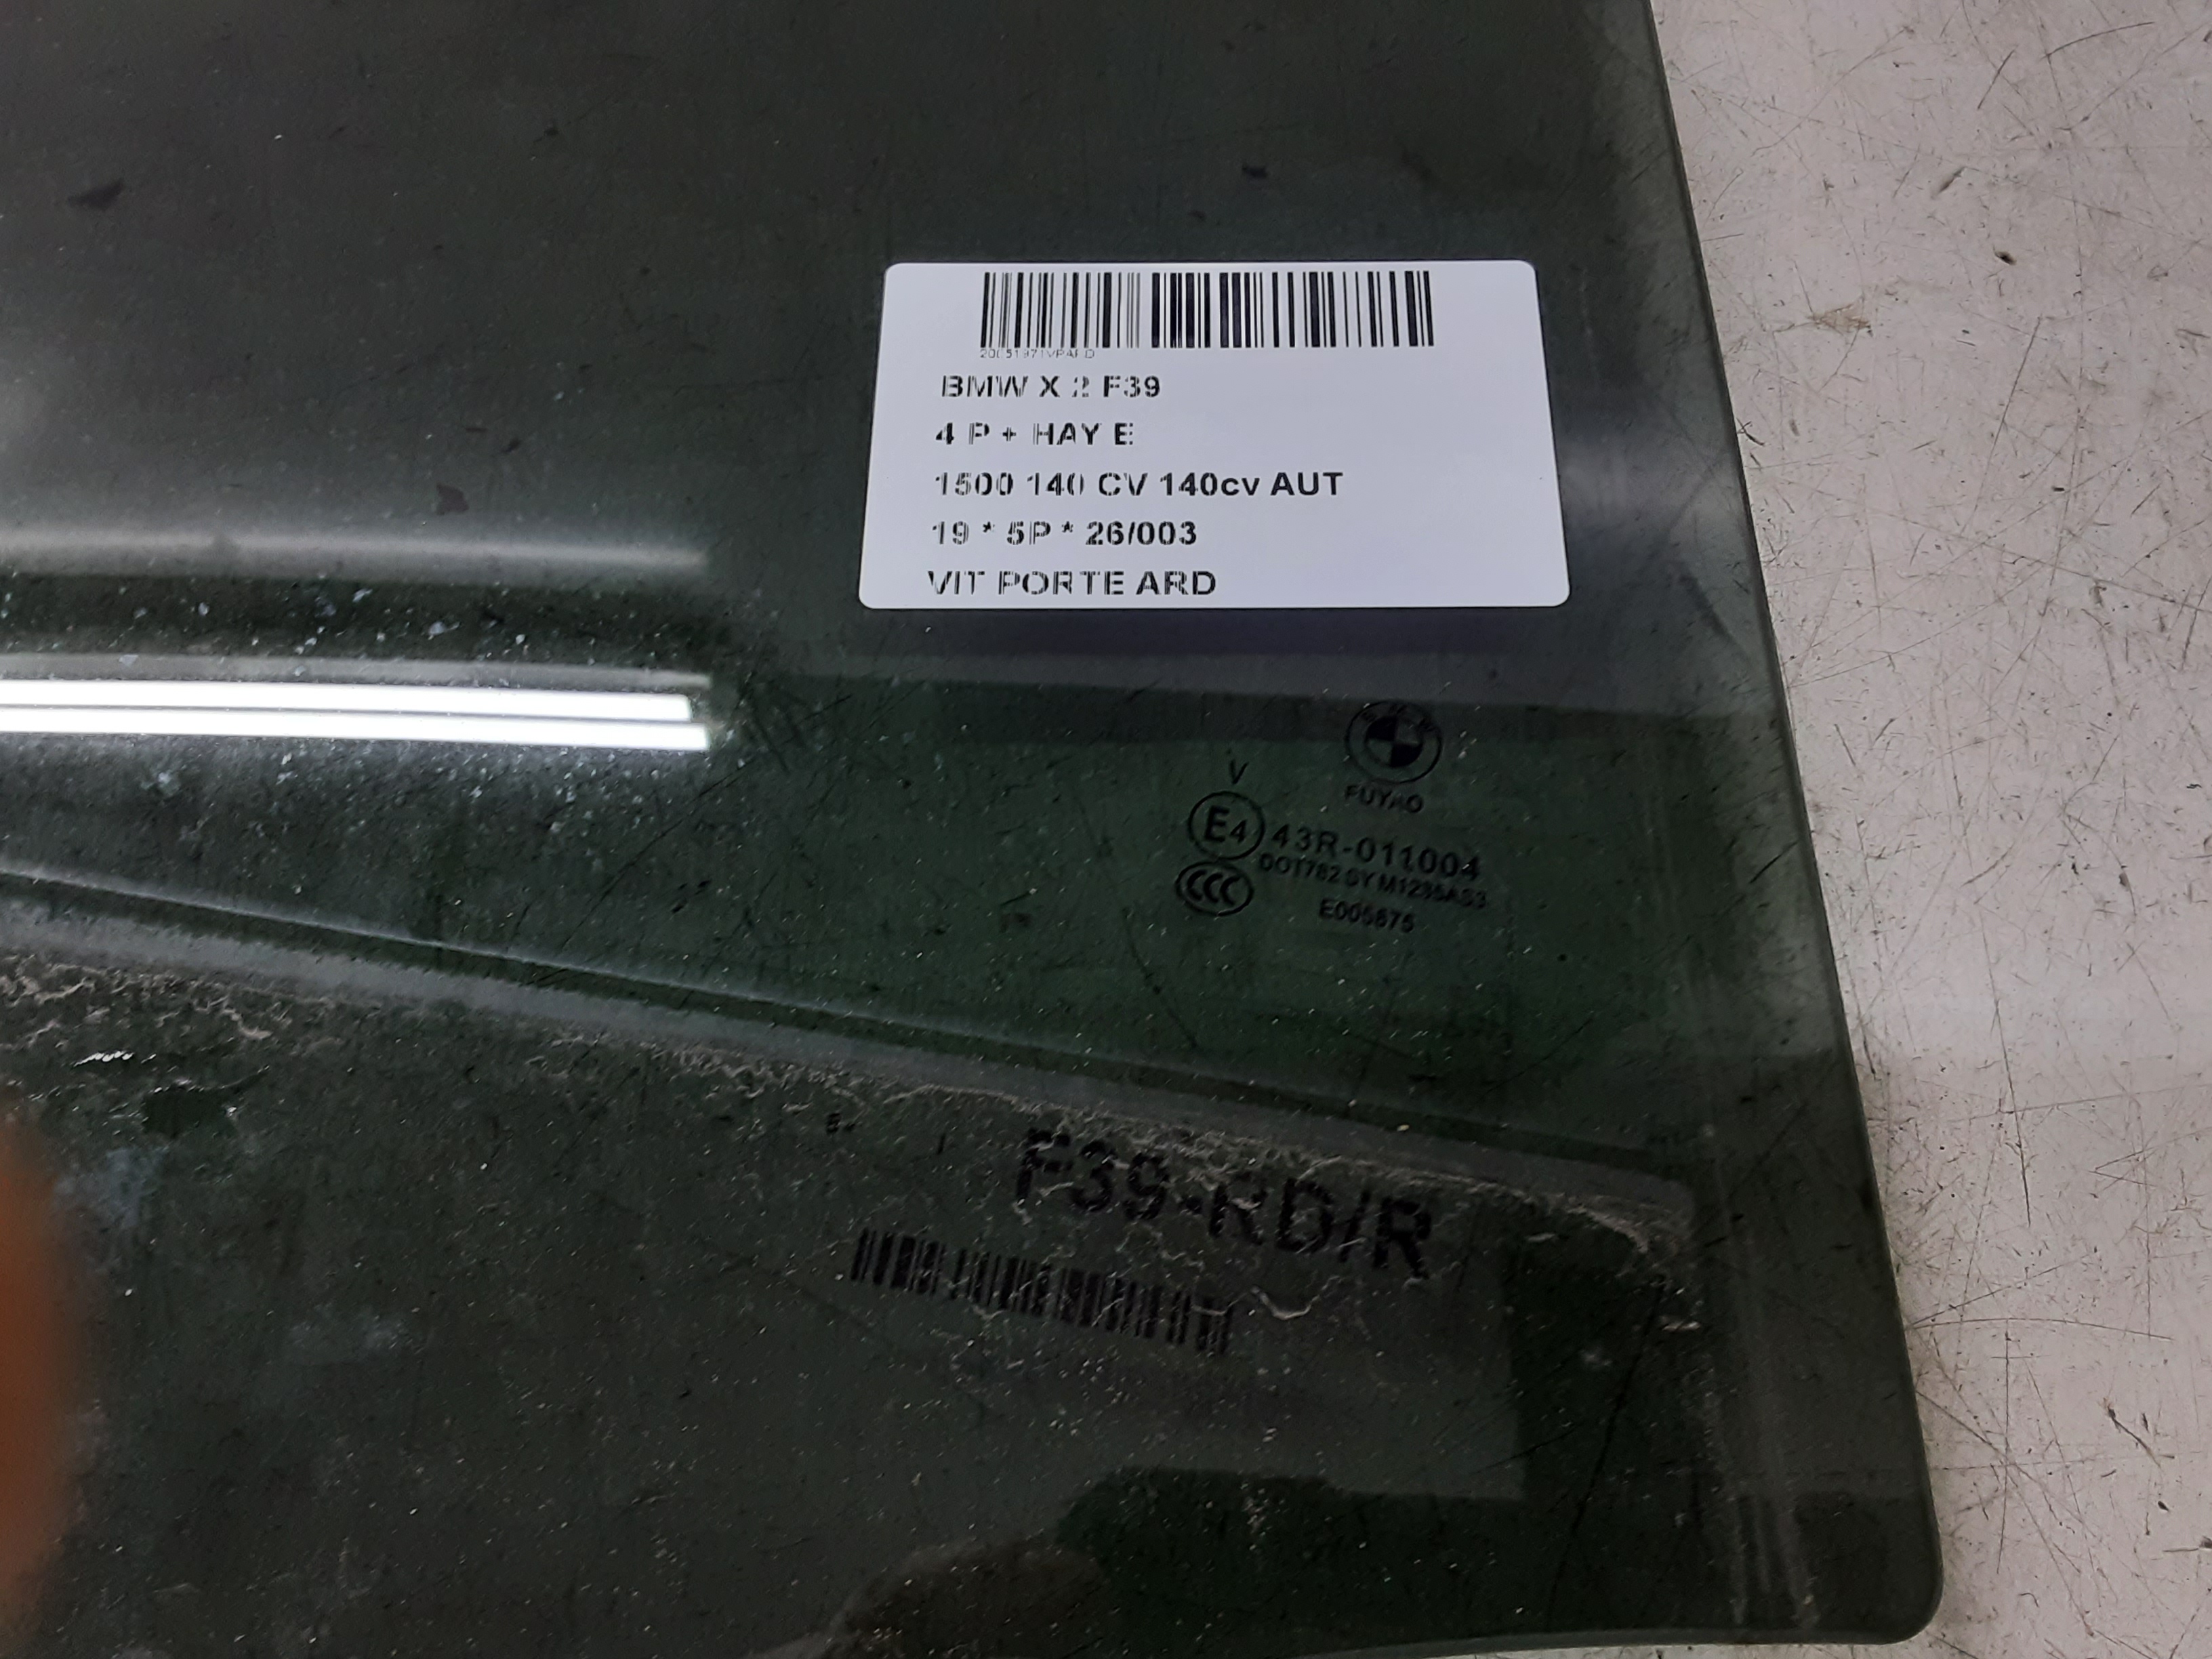 BMW X 2 F39
4 P + HAY E
1500 140 CV 140cv AUT
19 * 5P * 26/003
VIT PORTE ARD
FUYAO
V
E4 43R-011004
CCC
E005875
F39-RD/R